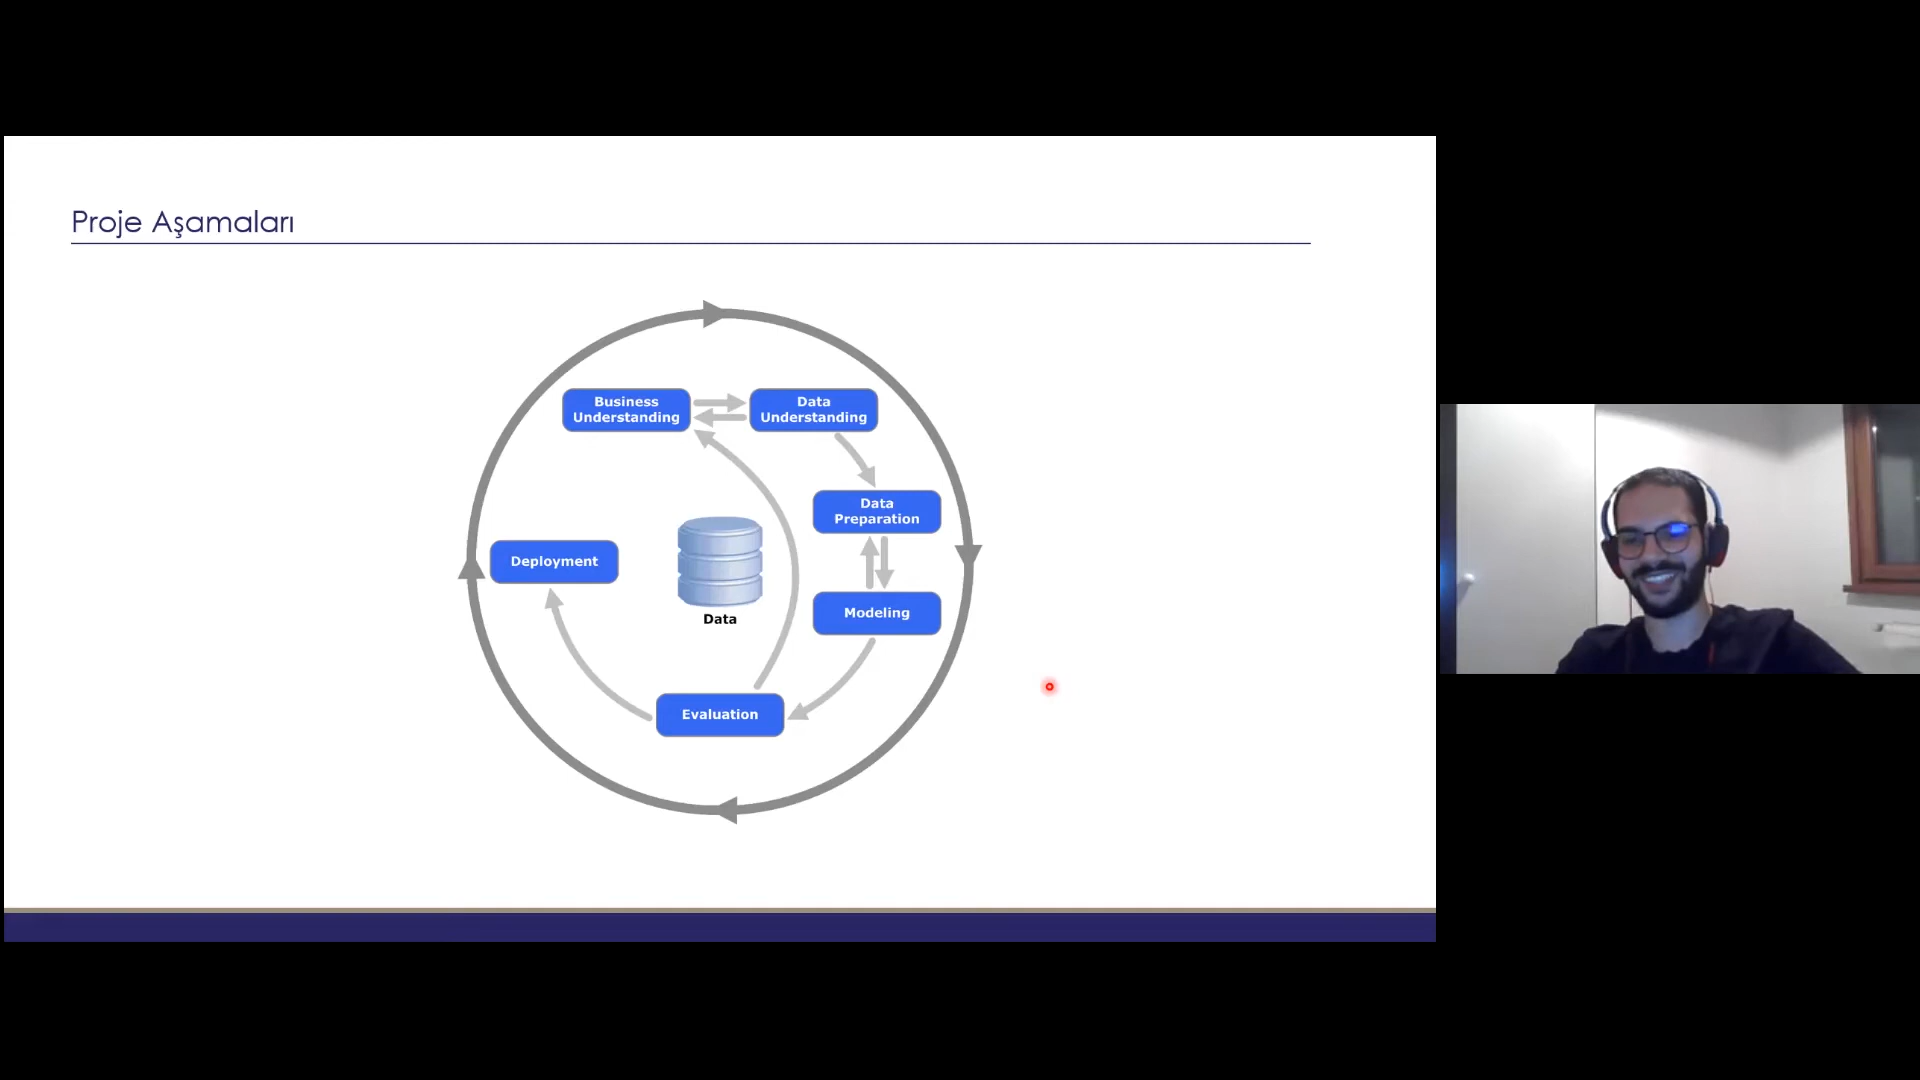 Proje Aşamaları
Business
Understanding
Data
Understanding
Data
Preparation
Deployment
Data
Modeling
Evaluation